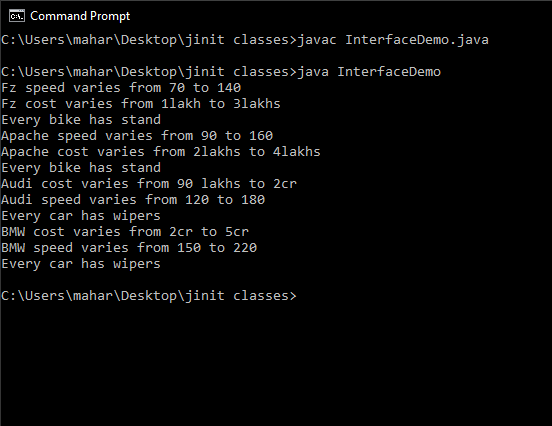 Command Prompt
C:\Users\mahar\Desktop\jinit classes>javac InterfaceDemo.java
C:\Users\mahar\Desktop\jinit classes>java InterfaceDemo
Fz speed varies from 70 to 140
Fz cost varies from 1lakh to 3lakhs
Every bike has stand
Apache speed varies from 90 to 160
Apache cost varies from 2lakhs to 4lakhs
Every bike has stand
Audi cost varies from 90 lakhs to 2cr
Audi speed varies from 120 to 180
Every car has wipers
BMW cost varies from 2cr to 5cr
BMW speed varies from 150 to 220
Every car has wipers
C:\Users\mahar\Desktop\jinit classes>